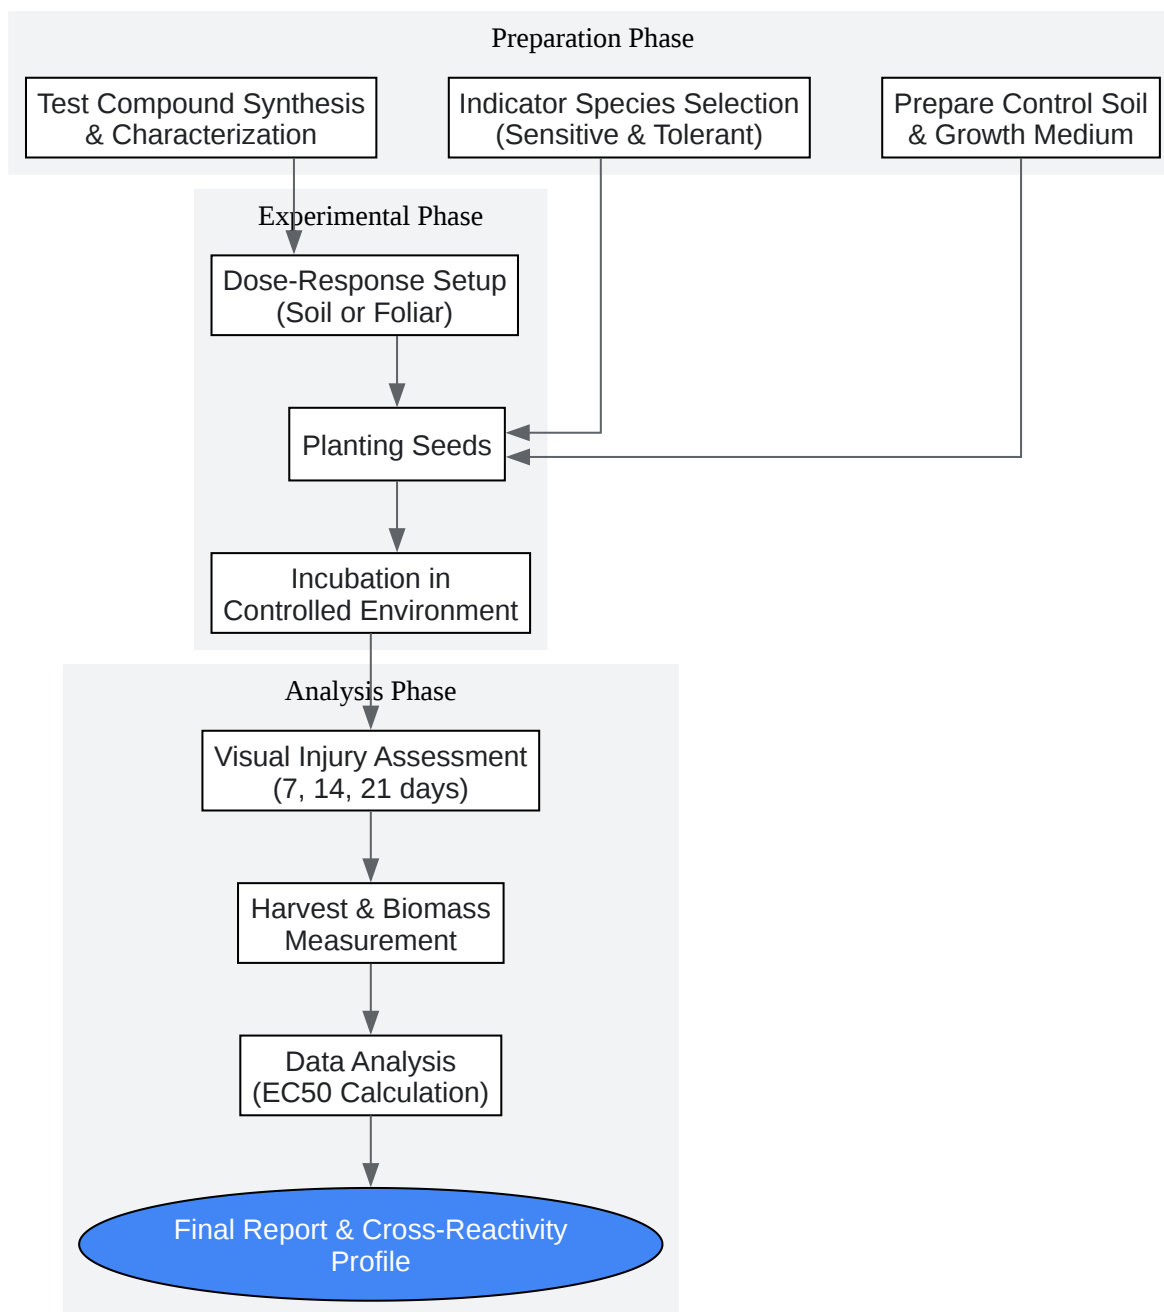 Preparation Phase
Test Compound Synthesis
& Characterization
Indicator Species Selection
(Sensitive & Tolerant)
Prepare Control Soil
& Growth Medium
Experimental Phase
Dose-Response Setup
(Soil or Foliar)
Planting Seeds
Incubation in
Controlled Environment
Analysis Phase
Visual Injury Assessment
(7, 14, 21 days)
Harvest & Biomass
Measurement
Data Analysis
(EC50 Calculation)
Final Report & Cross-Reactivity
Profile